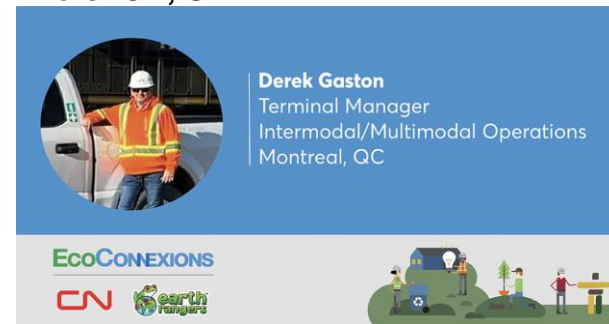 Derek Gaston
Terminal Manager
Intermodal/Multimodal Operations
Montreal, QC
EcoConnexions
CN
earth
rangers